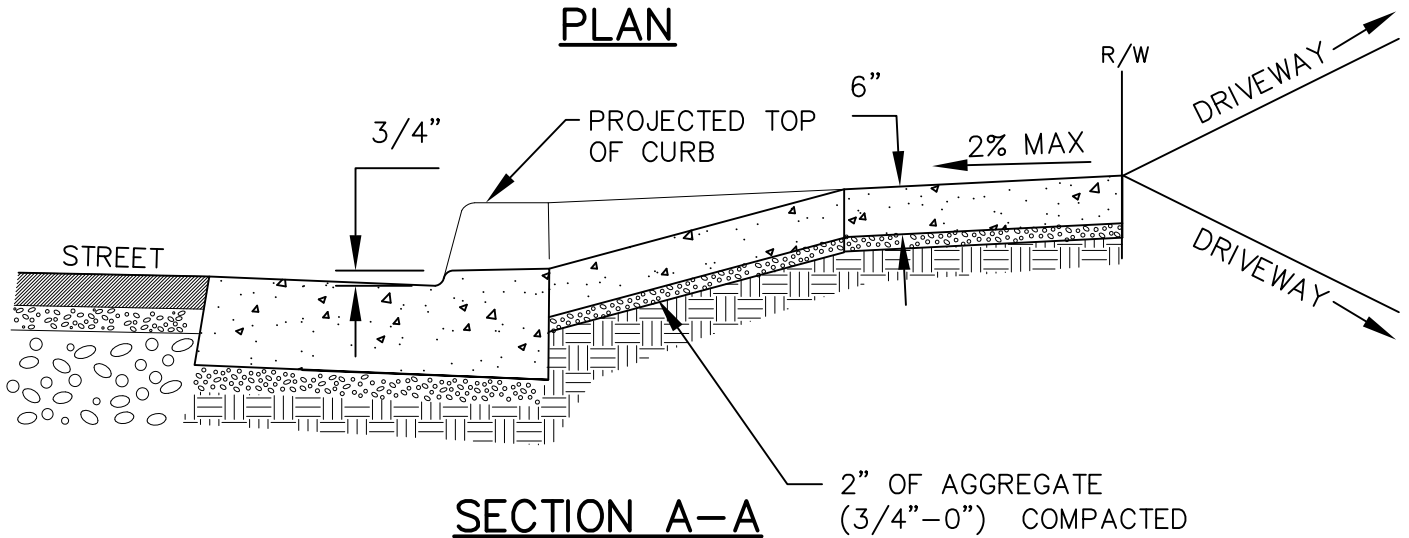 PLAN
R/W
DRIVEWAY
6”
3/4”
PROJECTED TOP
OF CURB
2% MAX
STREET
DRIVEWAY
2” OF AGGREGATE
(3/4”-0”) COMPACTED
SECTION A-A